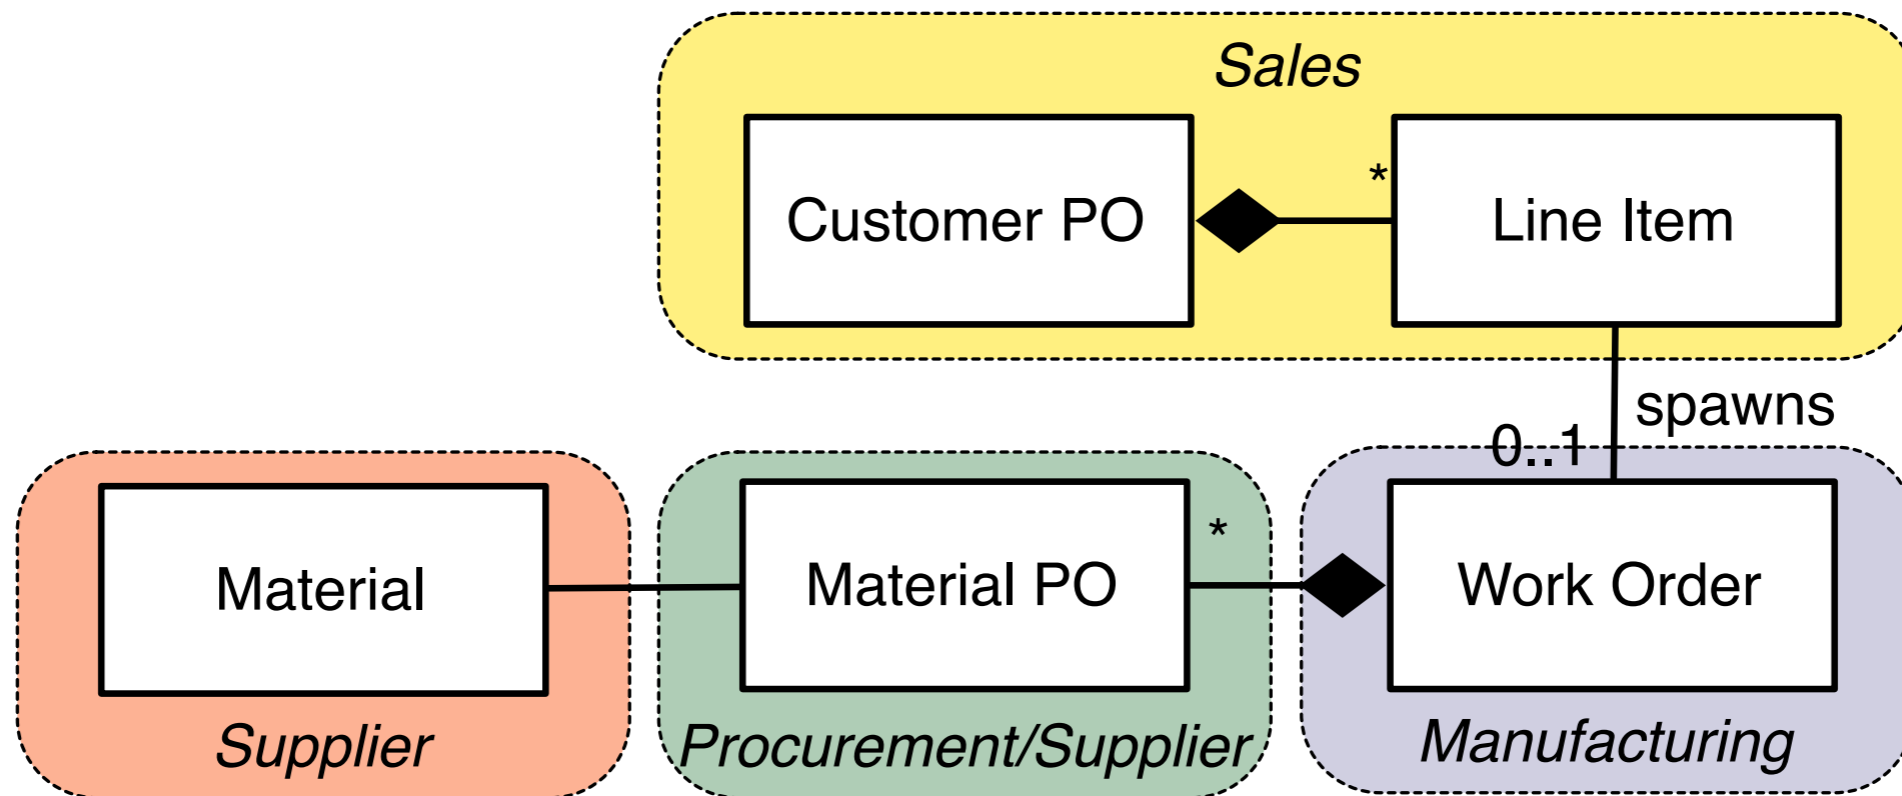 Sales
Customer PO
*
Line Item
spawns
0..1
Material
Material PO
*
Work Order
Supplier
Procurement/Supplier
Manufacturing